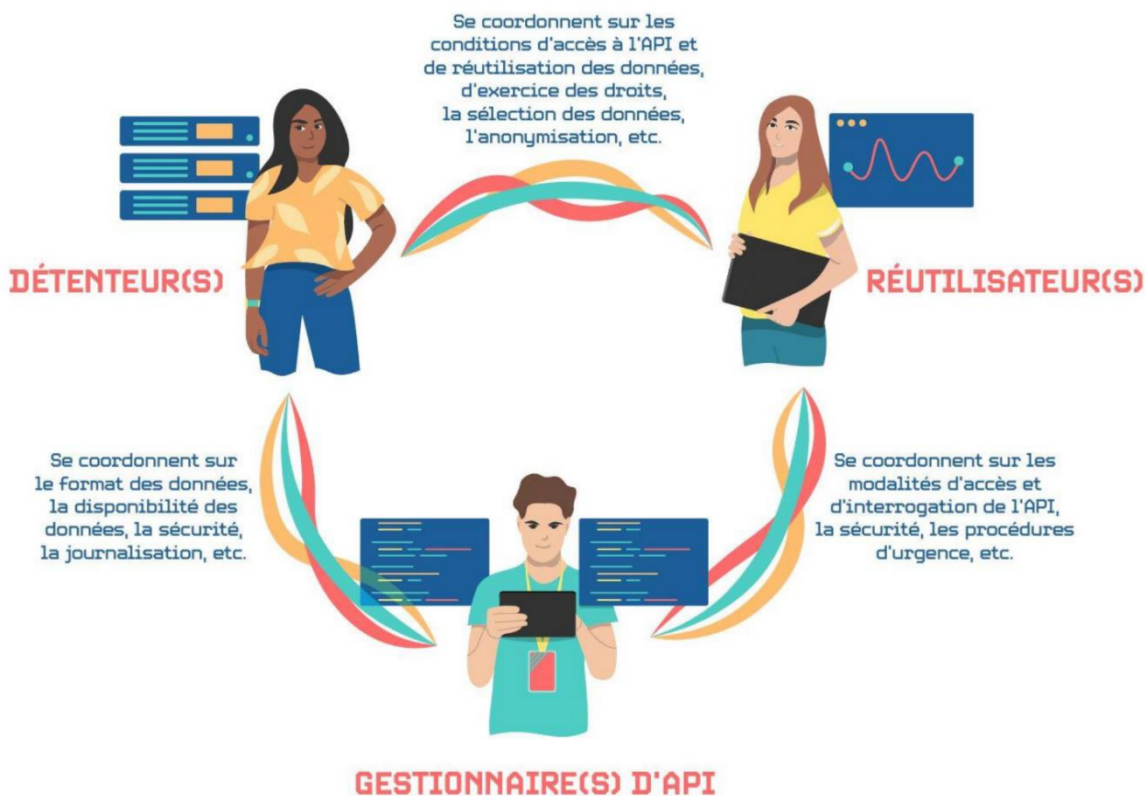 Se coordonnent sur les
conditions d'accès à l'API et
de réutilisation des données,
d'exercice des droits,
la sélection des données,
l'anonymisation, etc.
DÉTENTEUR(S)
RÉUTILISATEUR(S)
Se coordonnent sur
le format des données,
la disponibilité des
données, la sécurité,
la journalisation, etc.
Se coordonnent sur les
modalités d'accès et
d'interrogation de l'API,
la sécurité, les procédures
d'urgence, etc.
GESTIONNAIRE(S) D'API